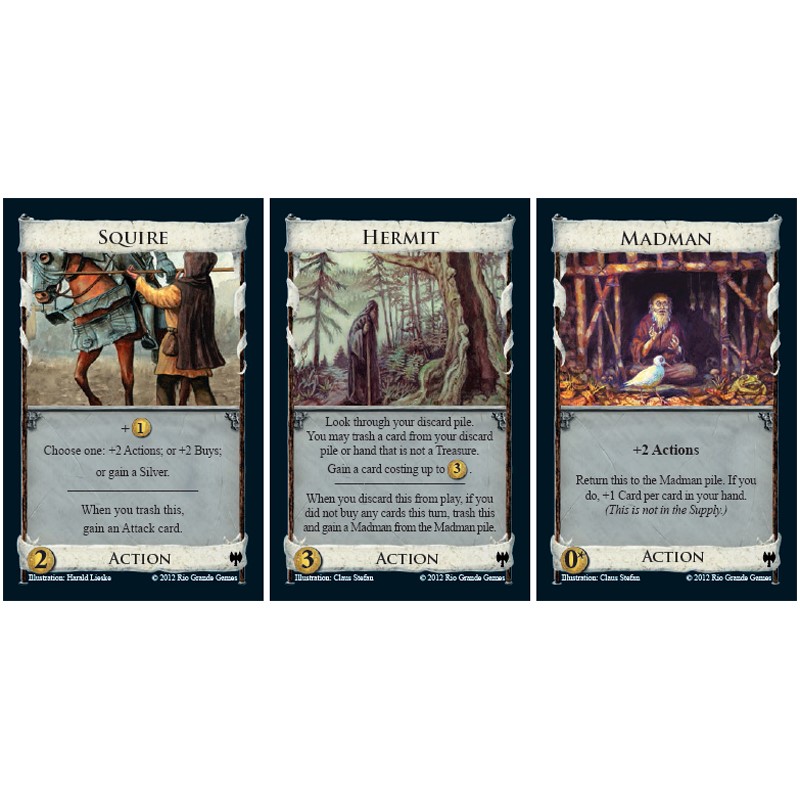 SQUIRE
+ 1
Choose one: +2 Actions; or +2 Buys;
or gain a Silver.
When you trash this,
gain an Attack card.
2 ACTION
Illustration: Harald Lieske © 2012 Rio Grande Games
HERMIT
Look through your discard pile.
You may trash a card from your discard
pile or hand that is not a Treasure.
Gain a card costing up to 3 .
When you discard this from play, if you
did not buy any cards this turn, trash this
and gain a Madman from the Madman pile.
3 ACTION
Illustration: Claus Stefan © 2012 Rio Grande Games
MADMAN
+2 Actions
Return this to the Madman pile. If you
do, +1 Card per card in your hand.
(This is not in the Supply.)
0* ACTION
Illustration: Claus Stefan © 2012 Rio Grande Games